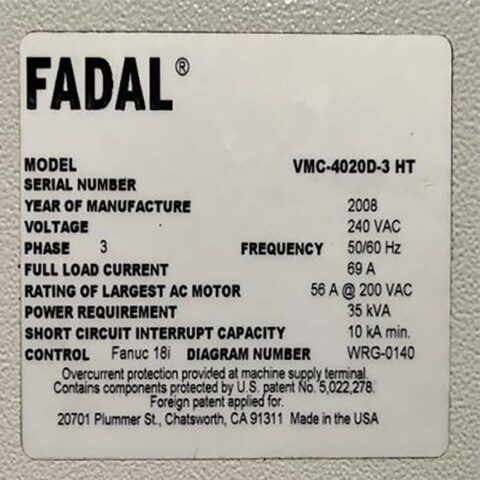 FADAL®
MODEL VMC-4020D-3 HT
SERIAL NUMBER
YEAR OF MANUFACTURE 2008
VOLTAGE 240 VAC
PHASE 3 FREQUENCY 50/60 Hz
FULL LOAD CURRENT 69 A
RATING OF LARGEST AC MOTOR 56 A @ 200 VAC
POWER REQUIREMENT 35 kVA
SHORT CIRCUIT INTERRUPT CAPACITY 10 kA min.
CONTROL Fanuc 18i DIAGRAM NUMBER WRG-0140
Overcurrent protection provided at machine supply terminal.
Contains components protected by U.S. patent No. 5,022,278.
Foreign patent applied for.
20701 Plummer St., Chatsworth, CA 91311 Made in the USA